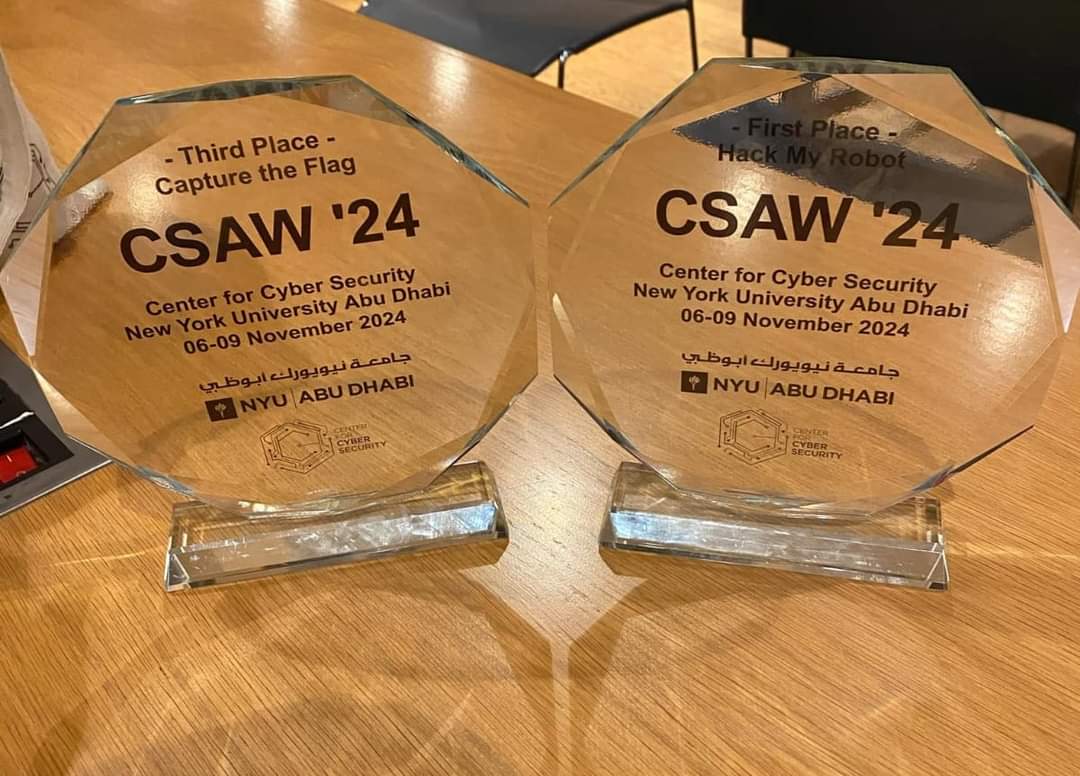 - Third Place -
Capture the Flag
CSAW '24
Center for Cyber Security
New York University Abu Dhabi
06-09 November 2024
جامعة نيويورك أبوظبي
NYU | ABU DHABI
CENTER
FOR
CYBER
SECURITY
- First Place -
Hack My Robot
CSAW '24
Center for Cyber Security
New York University Abu Dhabi
06-09 November 2024
جامعة نيويورك أبوظبي
NYU | ABU DHABI
CENTER
FOR
CYBER
SECURITY